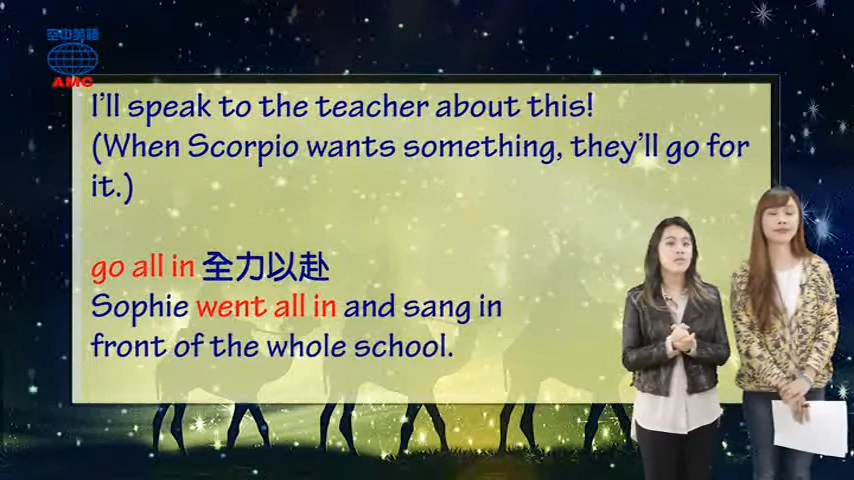 空中美語
AMC
I'll speak to the teacher about this!
(When Scorpio wants something, they'll go for
it.)
go all in 全力以赴
Sophie went all in and sang in
front of the whole school.